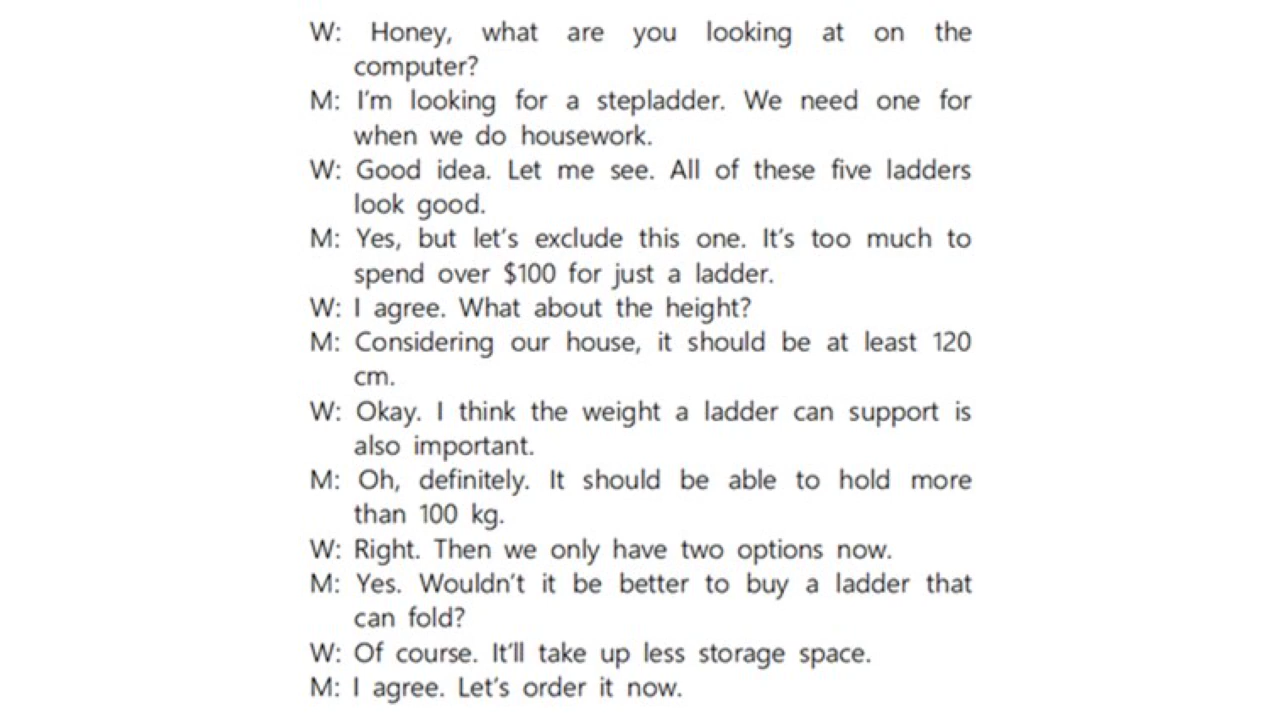 W: Honey, what are you looking at on the
computer?
M: I'm looking for a stepladder. We need one for
when we do housework.
W: Good idea. Let me see. All of these five ladders
look good.
M: Yes, but let's exclude this one. It's too much to
spend over $100 for just a ladder.
W: I agree. What about the height?
M: Considering our house, it should be at least 120
cm.
W: Okay. I think the weight a ladder can support is
also important.
M: Oh, definitely. It should be able to hold more
than 100 kg.
W: Right. Then we only have two options now.
M: Yes. Wouldn't it be better to buy a ladder that
can fold?
W: Of course. It'll take up less storage space.
M: I agree. Let's order it now.